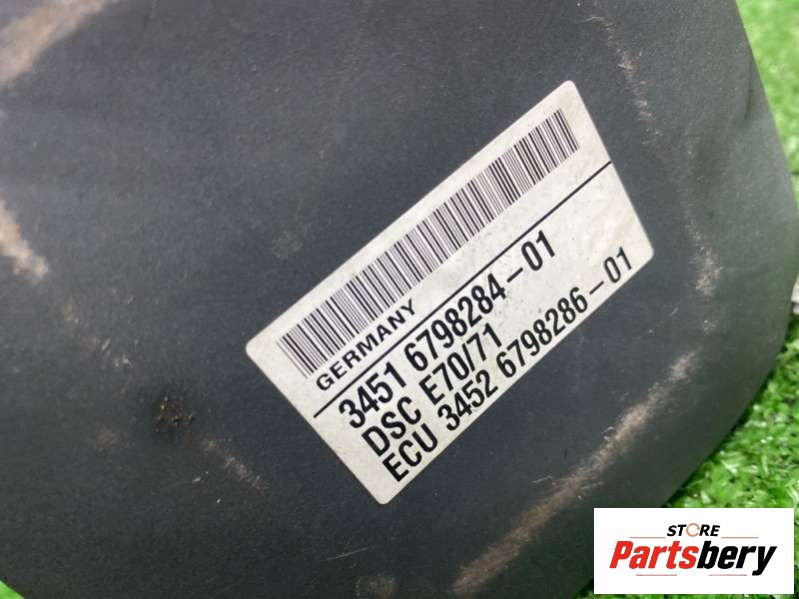 GERMANY
3451 6798284-01
DSC E70/71
ECU 3452 6798286-01
STORE
Partsbery